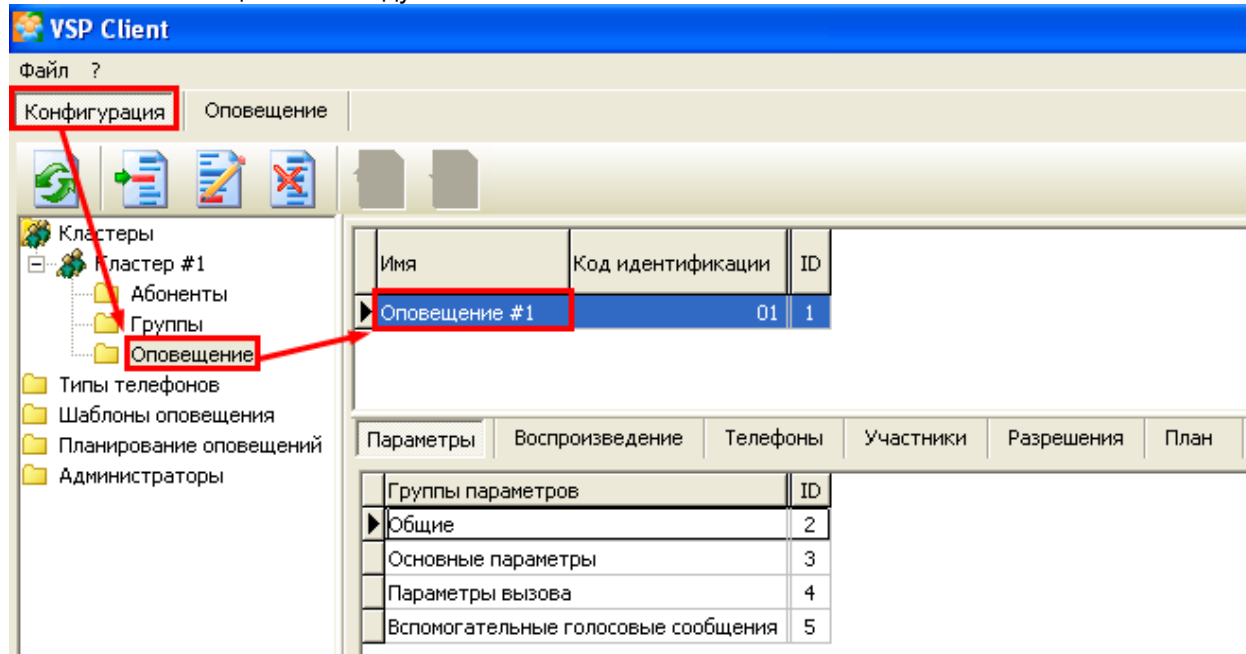 VSP Client
Файл ?
Конфигурация Оповещение
Кластеры
Кластер #1
Абоненты
Группы
Оповещение
Типы телефонов
Шаблоны оповещения
Планирование оповещений
Администраторы
Имя Код идентификации ID
Оповещение #1 01 1
Параметры Воспроизведение Телефоны Участники Разрешения План
Группы параметров ID
Общие 2
Основные параметры 3
Параметры вызова 4
Вспомогательные голосовые сообщения 5